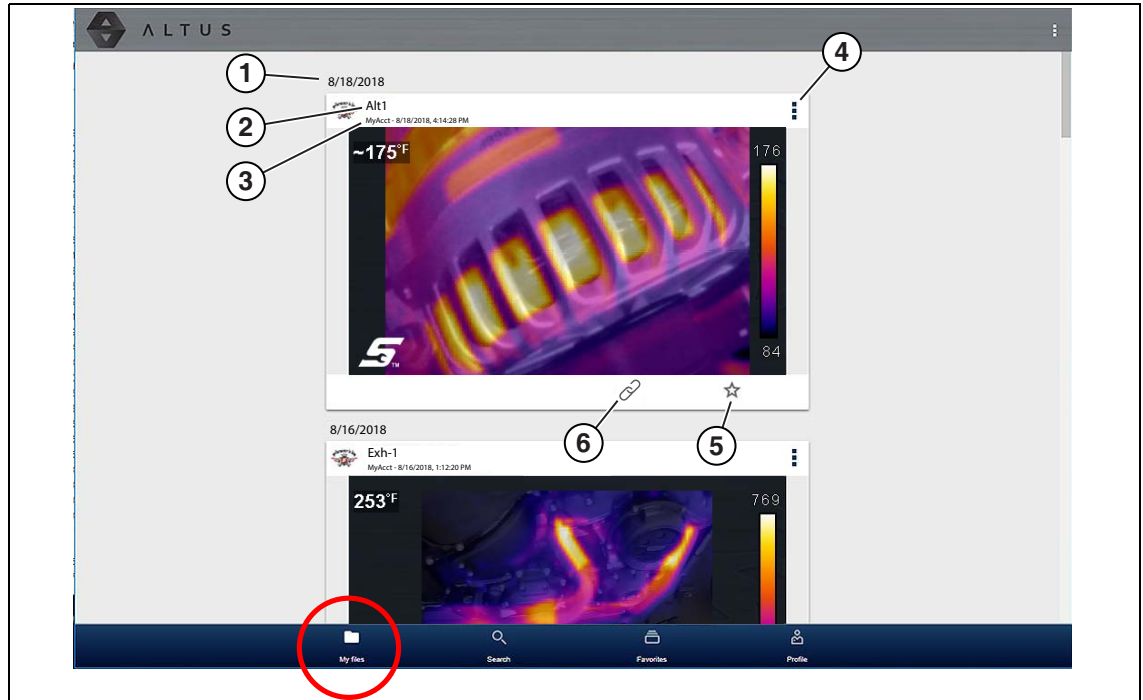 ALTUS
1
8/18/2018
4
2
Alt1
3
MyAcct - 8/18/2018, 4:14:28 PM
~175°F
176
84
TM
6
5
8/16/2018
Exh-1
MyAcct - 8/16/2018, 1:12:20 PM
253°F
769
My files
Search
Favorites
Profile